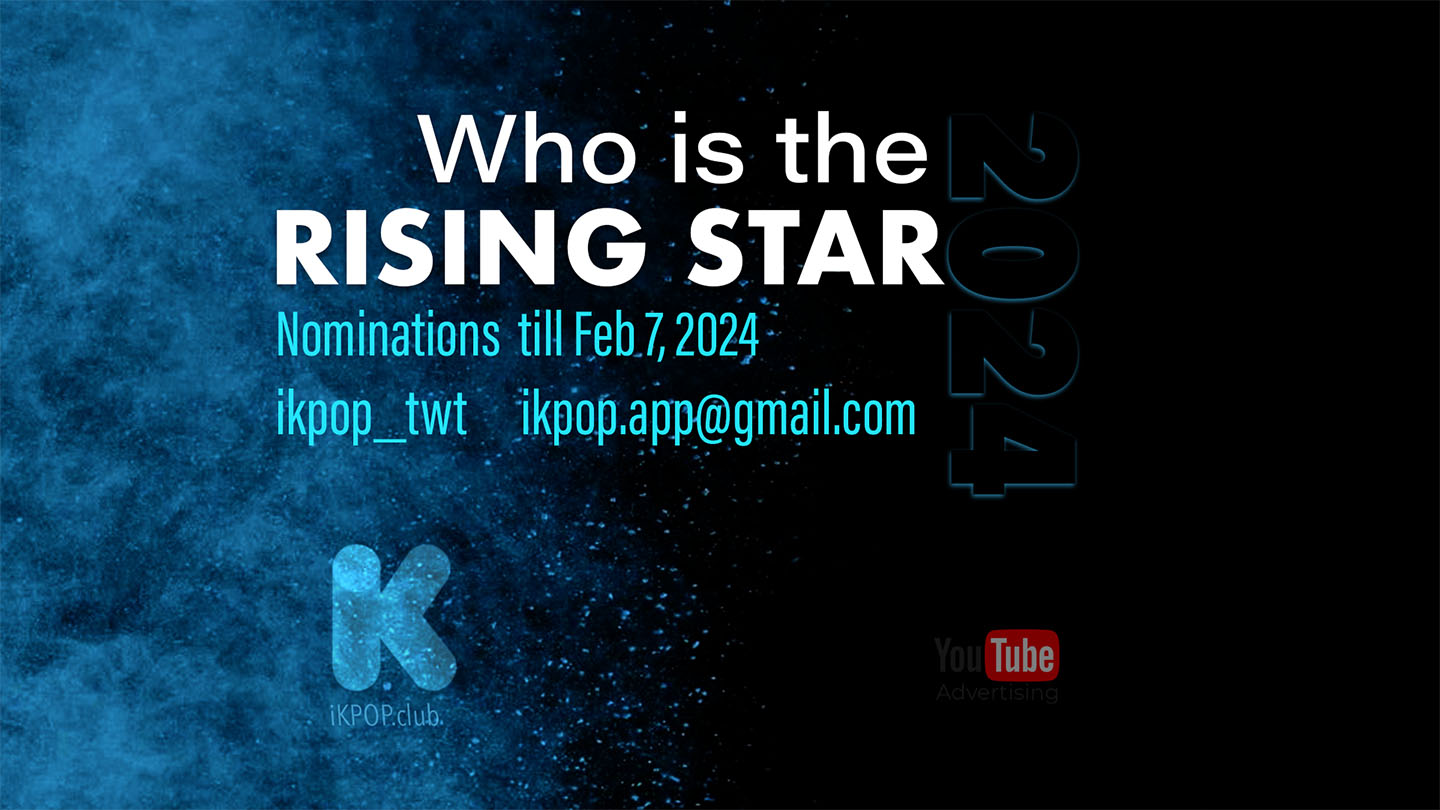 Who is the
RISING STAR
2024
Nominations till Feb 7, 2024
ikpop_twt ikpop.app@gmail.com
iKPOP.club
YouTube
Advertising